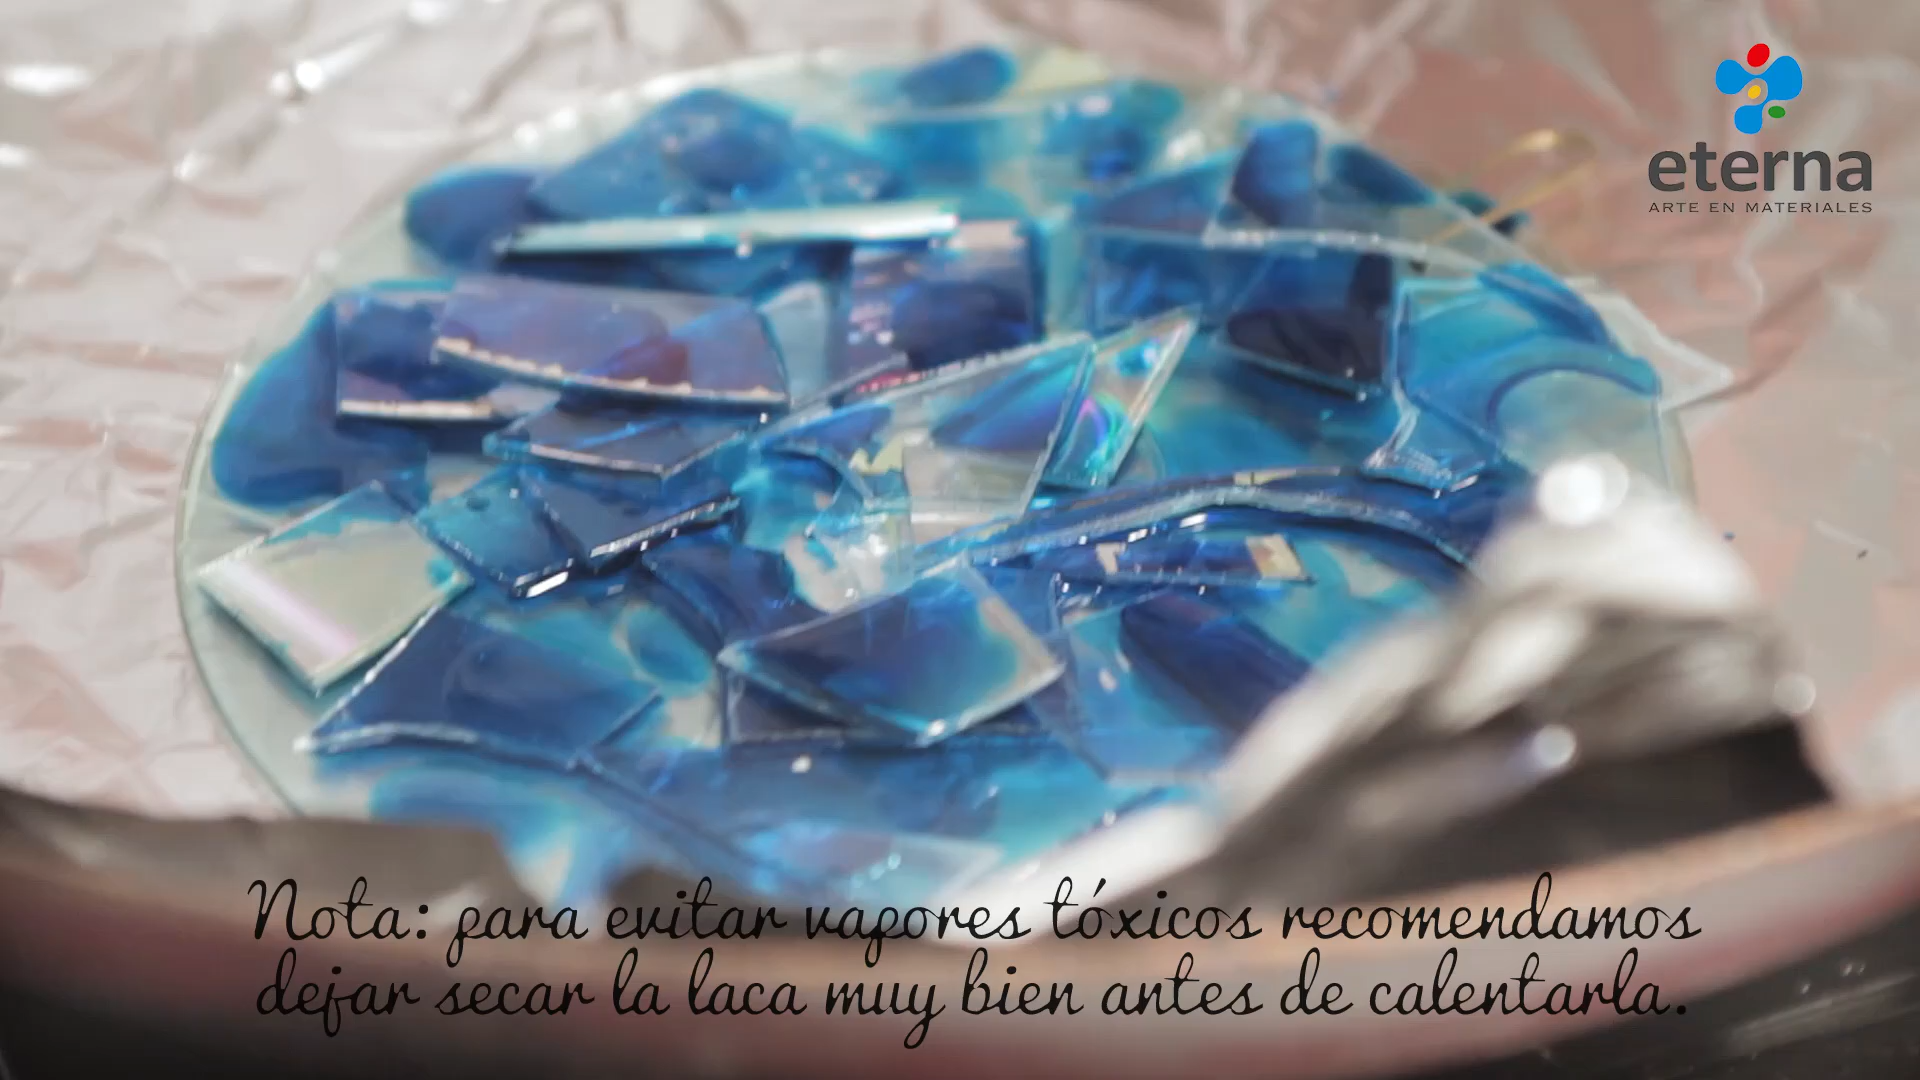 eterna
ARTE EN MATERIALES
Nota: para evitar vapores tóxicos recomendamos
dejar secar la laca muy bien antes de calentarla.